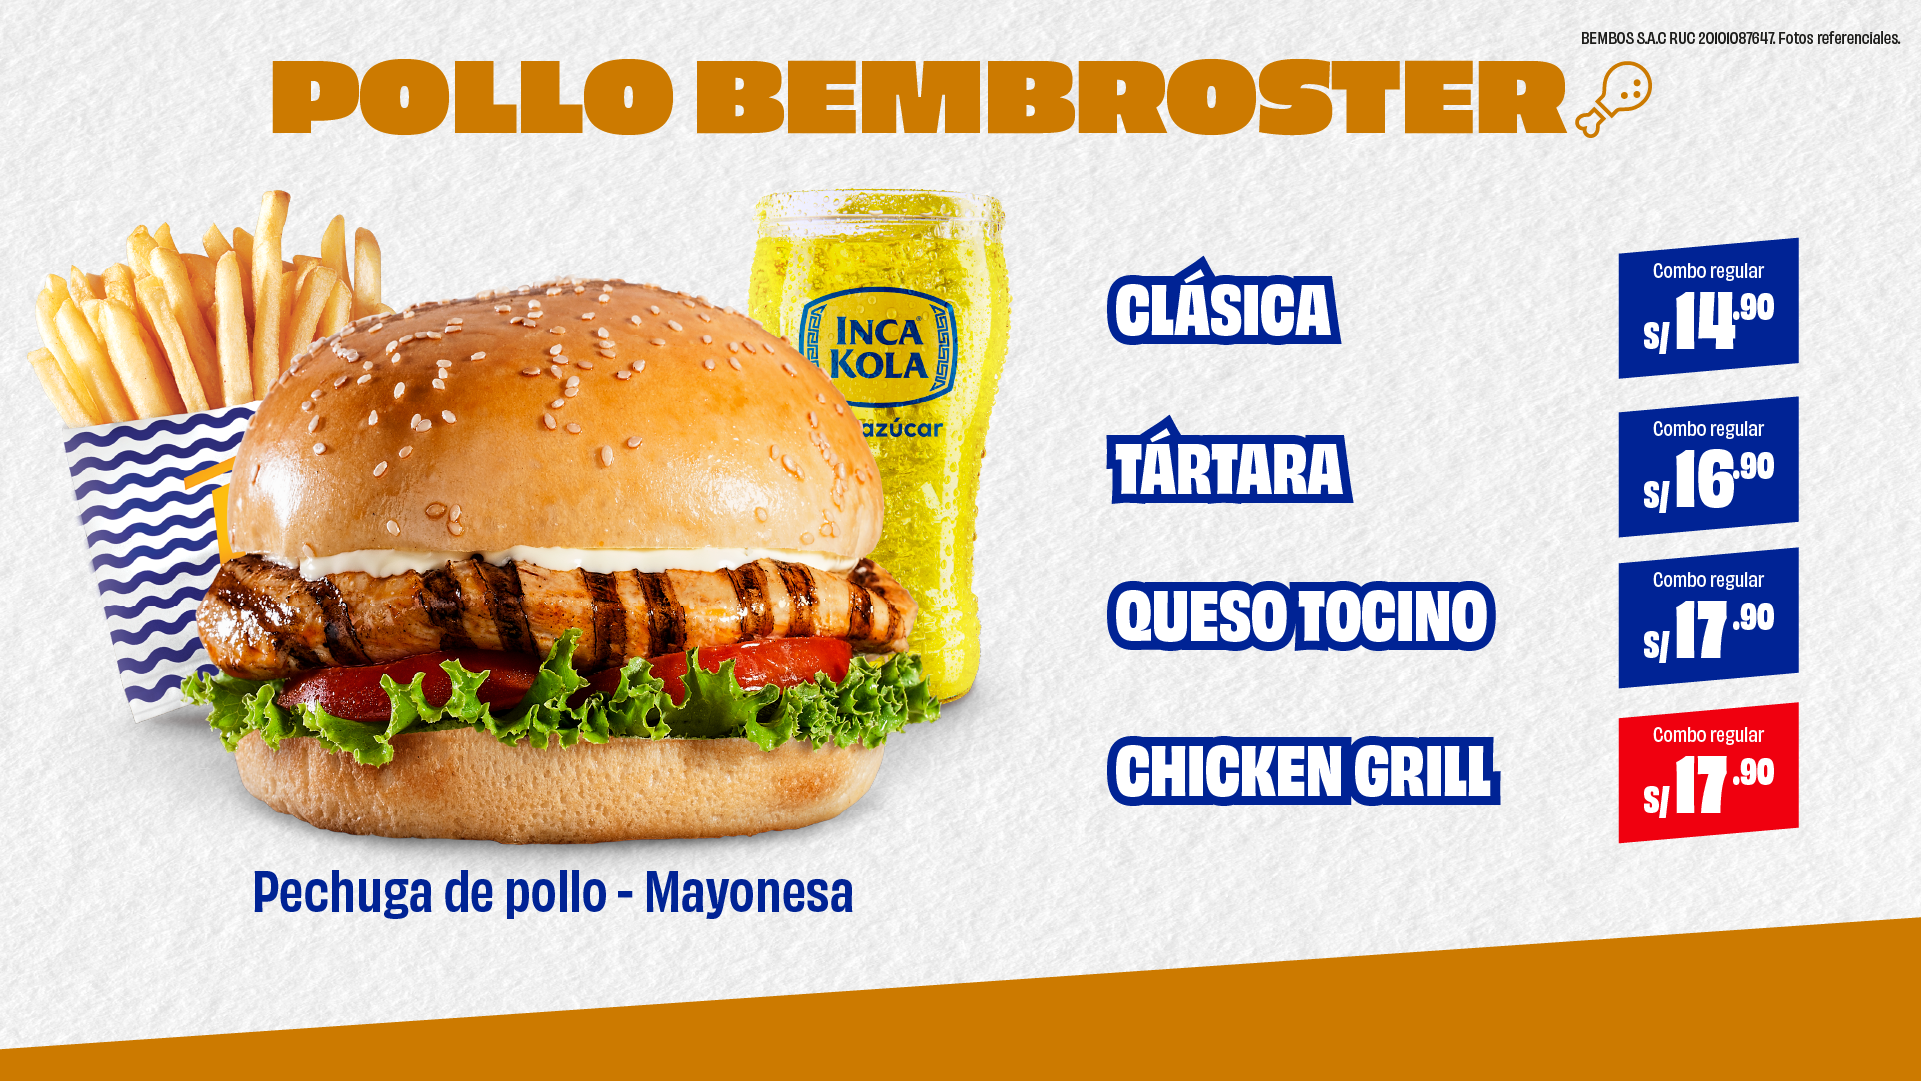 BEMBOS S.A.C RUC 20101087647. Fotos referenciales.
POLLO BEMBROSTER
INCA
KOLA
azúcar
CLÁSICA
Combo regular
S/ 14.90
TÁRTARA
Combo regular
S/ 16.90
QUESO TOCINO
Combo regular
S/ 17.90
CHICKEN GRILL
Combo regular
S/ 17.90
Pechuga de pollo - Mayonesa